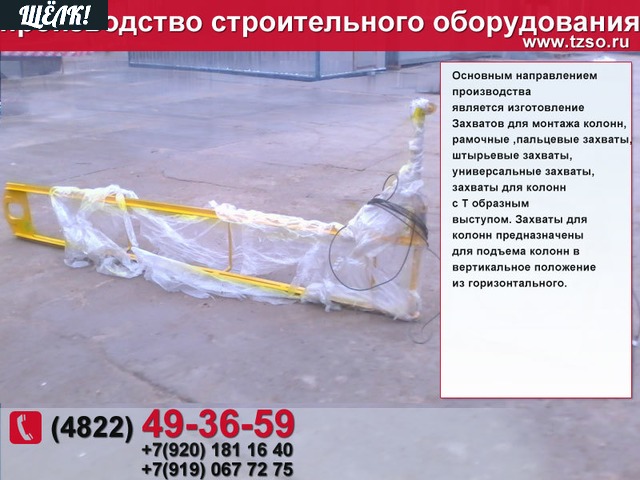 ЩЁЛК!
производство строительного оборудования
www.tzso.ru
Основным направлением
производства
является изготовление
Захватов для монтажа колонн,
рамочные ,пальцевые захваты,
штырьевые захваты,
универсальные захваты,
захваты для колонн
с Т образным
выступом. Захваты для
колонн предназначены
для подъема колонн в
вертикальное положение
из горизонтального.
(4822) 49-36-59
+7(920) 181 16 40
+7(919) 067 72 75